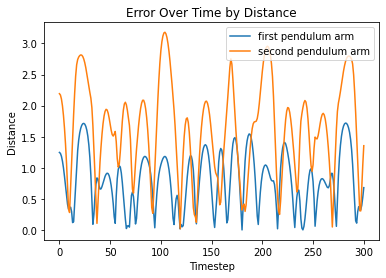 Error Over Time by Distance
first pendulum arm
second pendulum arm
Distance
3.0
2.5
2.0
1.5
1.0
0.5
0.0
0
50
100
150
200
250
300
Timestep